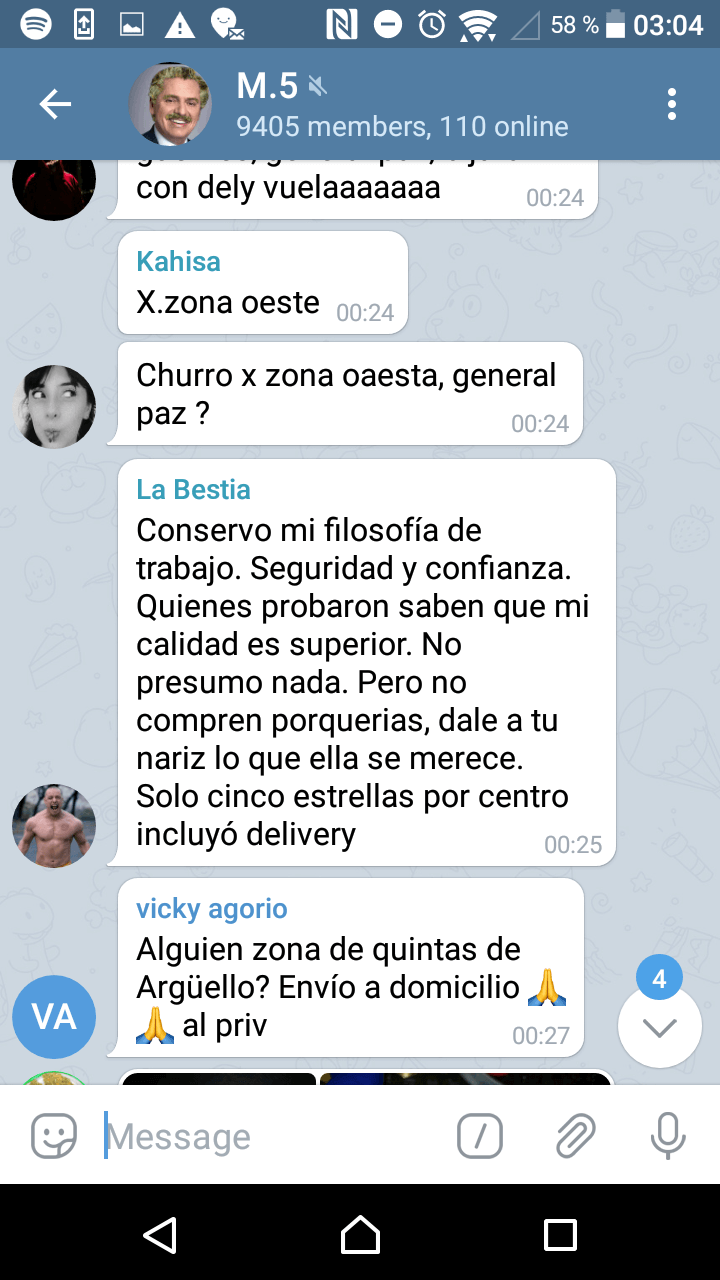 58 % 03:04
M.5
9405 members, 110 online
con dely vuelaaaaaaa 00:24
Kahisa
X.zona oeste 00:24
Churro x zona oaesta, general
paz ? 00:24
La Bestia
Conservo mi filosofía de
trabajo. Seguridad y confianza.
Quienes probaron saben que mi
calidad es superior. No
presumo nada. Pero no
compren porquerias, dale a tu
nariz lo que ella se merece.
Solo cinco estrellas por centro
incluyó delivery 00:25
vicky agorio
Alguien zona de quintas de
Argüello? Envío a domicilio 🙏
🙏 al priv 00:27
VA
4
Message